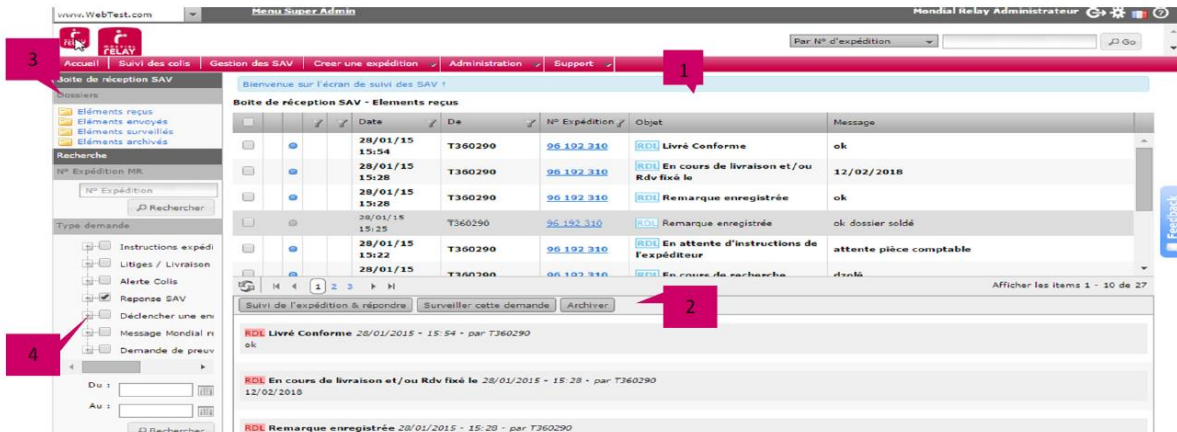 www.WebTest.com
Menu Super Admin
Mondial Relay Administrateur
Par N° d'expédition
Go
Accueil
Suivi des colis
Gestion des SAV
Creer une expédition
Administration
Support
3
1
Boite de réception SAV
Dossiers
Eléments reçus
Eléments envoyés
Eléments surveillés
Eléments archivés
Recherche
N° Expédition MR
N° Expédition
Rechercher
Type demande
Instructions expédi
Litiges / Livraison
Alerte Colis
Reponse SAV
Déclencher une en
Message Mondial r
Demande de preuv
4
Du :
Au :
Rechercher
Bienvenue sur l'écran de suivi des SAV !
Boite de réception SAV - Elements reçus
Date De N° Expédition Objet Message
28/01/15 15:54 T360290 96 192 310 RDL Livré Conforme ok
28/01/15 15:28 T360290 96 192 310 RDL En cours de livraison et/ou Rdv fixé le 12/02/2018
28/01/15 15:28 T360290 96 192 310 RDL Remarque enregistrée ok
28/01/15 15:25 T360290 96 192 310 RDL Remarque enregistrée ok dossier soldé
28/01/15 15:22 T360290 96 192 310 RDL En attente d'instructions de l'expéditeur attente pièce comptable
28/01/15 T360290 96 192 310 RDL En cours de recherche
1 2 3
Afficher les items 1 - 10 de 27
Suivi de l'expédition & répondre
Surveiller cette demande
Archiver
2
RDL Livré Conforme 28/01/2015 - 15:54 - par T360290
ok
RDL En cours de livraison et/ou Rdv fixé le 28/01/2015 - 15:28 - par T360290
12/02/2018
RDL Remarque enregistrée 28/01/2015 - 15:28 - par T360290
Feedback